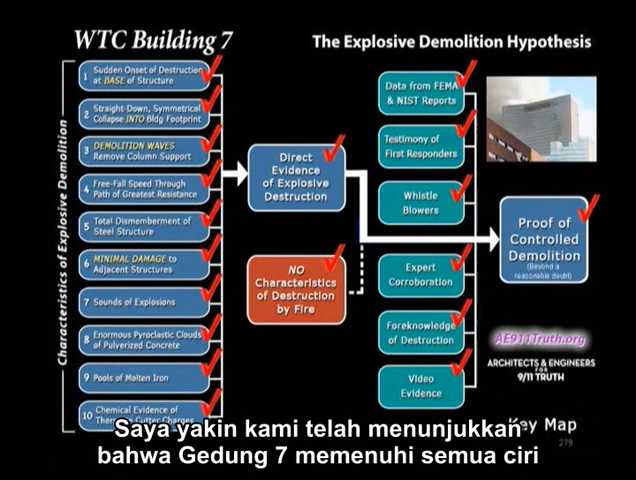 WTC Building 7
The Explosive Demolition Hypothesis
Characteristics of Explosive Demolition
1 Sudden Onset of Destruction
at BASE of Structure
2 Straight-Down, Symmetrical
Collapse INTO Bldg Footprint
3 DEMOLITION WAVES
Remove Column Support
4 Free-Fall Speed Through
Path of Greatest Resistance
5 Total Dismemberment of
Steel Structure
6 MINIMAL DAMAGE to
Adjacent Structures
7 Sounds of Explosions
8 Enormous Pyroclastic Clouds
of Pulverized Concrete
9 Pools of Molten Iron
10 Chemical Evidence of
Cutter Charges
Direct
Evidence
of Explosive
Destruction
NO
Characteristics
of Destruction
by Fire
Data from FEMA
& NIST Reports
Testimony of
First Responders
Whistle
Blowers
Expert
Corroboration
Foreknowledge
of Destruction
Video
Evidence
Proof of
Controlled
Demolition
(Beyond a
reasonable doubt)
AE911Truth.org
ARCHITECTS & ENGINEERS
FOR
9/11 TRUTH
Key Map
279
Saya yakin kami telah menunjukkan
bahwa Gedung 7 memenuhi semua ciri